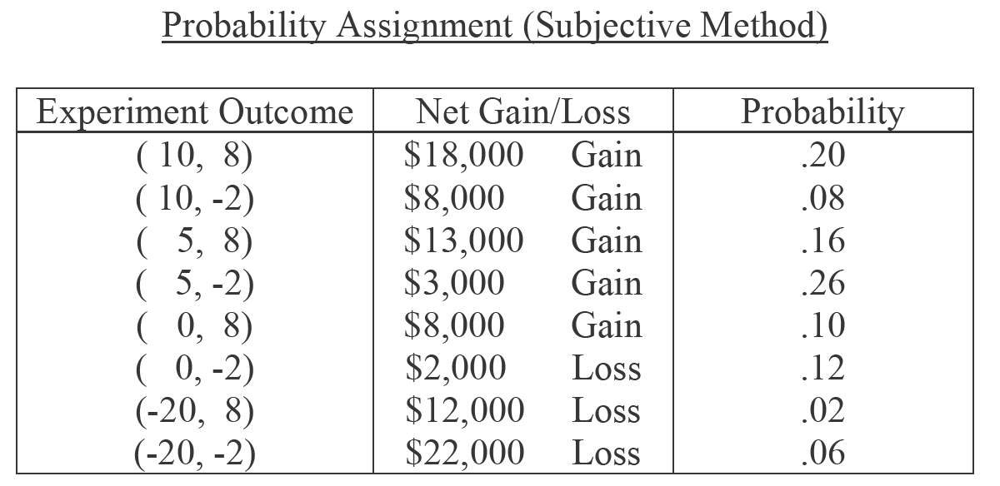 Probability Assignment (Subjective Method)
Experiment Outcome Net Gain/Loss Probability
( 10, 8) $18,000 Gain .20
( 10, -2) $8,000 Gain .08
( 5, 8) $13,000 Gain .16
( 5, -2) $3,000 Gain .26
( 0, 8) $8,000 Gain .10
( 0, -2) $2,000 Loss .12
(-20, 8) $12,000 Loss .02
(-20, -2) $22,000 Loss .06